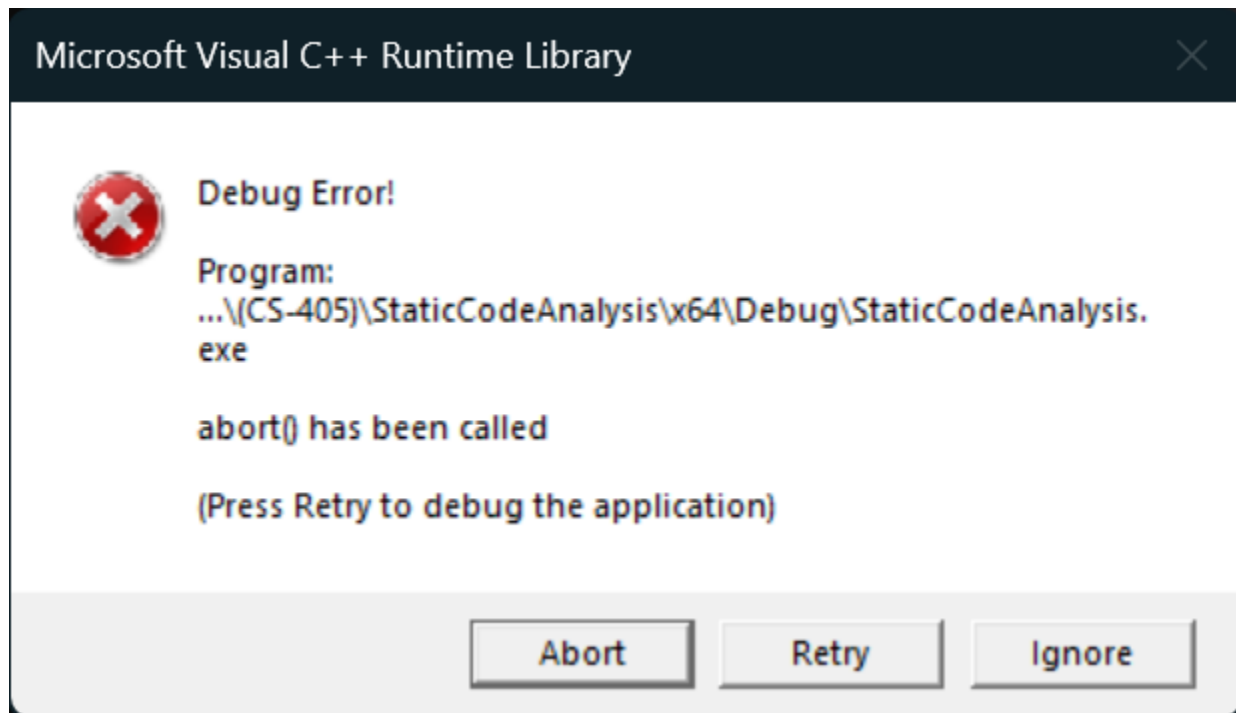 Microsoft Visual C++ Runtime Library
Debug Error!
Program:
...\(CS-405)\StaticCodeAnalysis\x64\Debug\StaticCodeAnalysis.
exe
abort() has been called
(Press Retry to debug the application)
Abort
Retry
Ignore